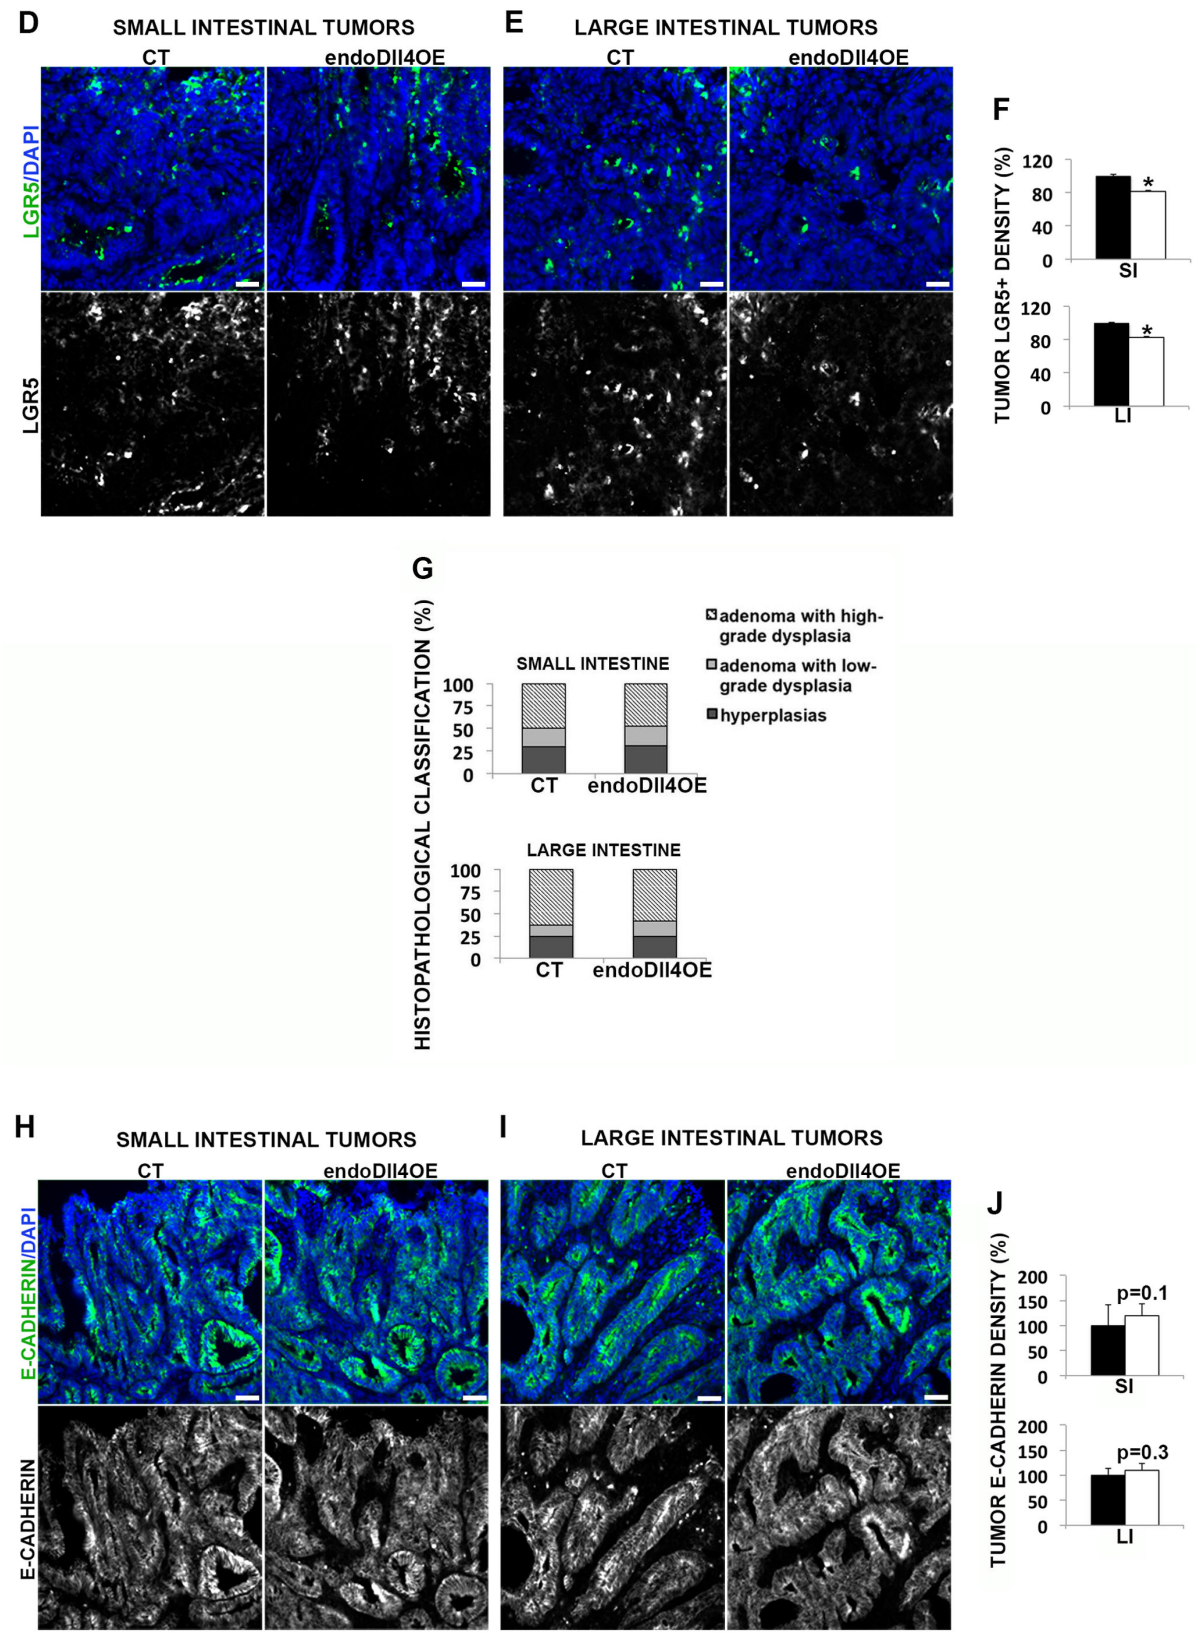 D
SMALL INTESTINAL TUMORS
CT
endoDll4OE
LGR5/DAPI
LGR5
E
LARGE INTESTINAL TUMORS
CT
endoDll4OE
F
TUMOR LGR5+ DENSITY (%)
120
80
40
0
*
SI
120
80
40
0
*
LI
G
HISTOPATHOLOGICAL CLASSIFICATION (%)
adenoma with high-
grade dysplasia
adenoma with low-
grade dysplasia
hyperplasias
SMALL INTESTINE
100
75
50
25
0
CT
endoDll4OE
LARGE INTESTINE
100
75
50
25
0
CT
endoDll4OE
H
SMALL INTESTINAL TUMORS
CT
endoDll4OE
E-CADHERIN/DAPI
E-CADHERIN
I
LARGE INTESTINAL TUMORS
CT
endoDll4OE
J
TUMOR E-CADHERIN DENSITY (%)
200
150
100
50
0
p=0.1
SI
200
150
100
50
0
p=0.3
LI